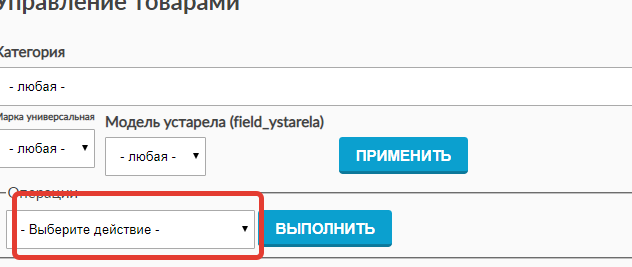 Управление товарами
Категория
- любая -
Марка универсальная
Модель устарела (field_ystarela)
- любая -
- любая -
ПРИМЕНИТЬ
Операции
- Выберите действие -
ВЫПОЛНИТЬ